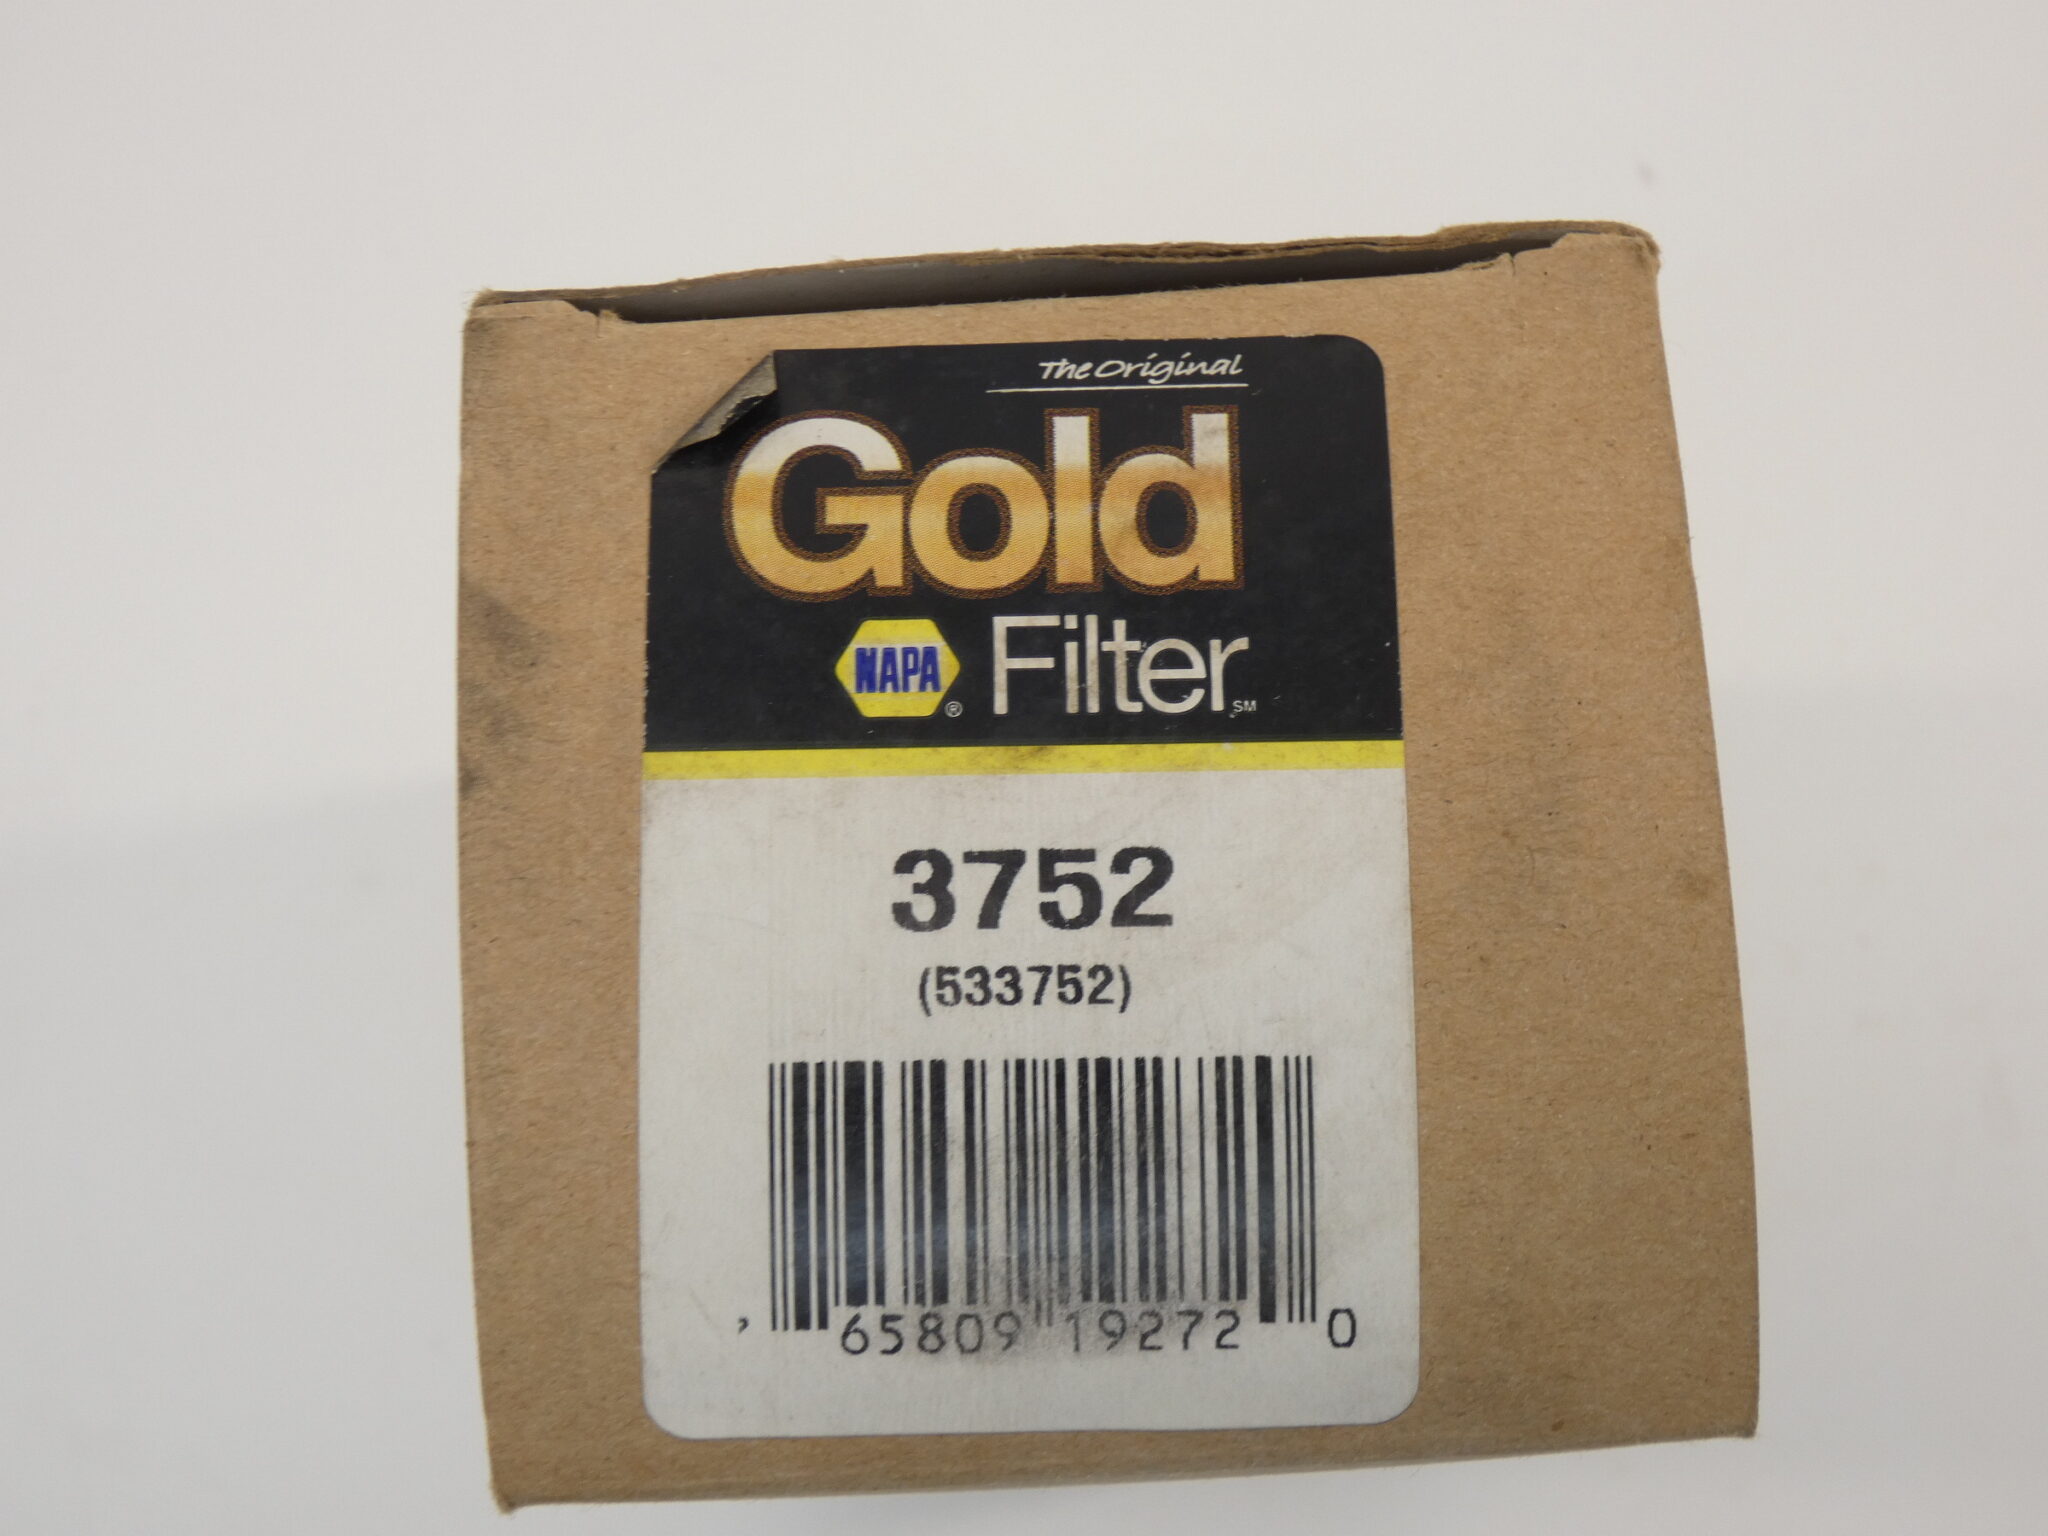 The Original
Gold
NAPA® Filter SM
3752
(533752)
65809 19272 0